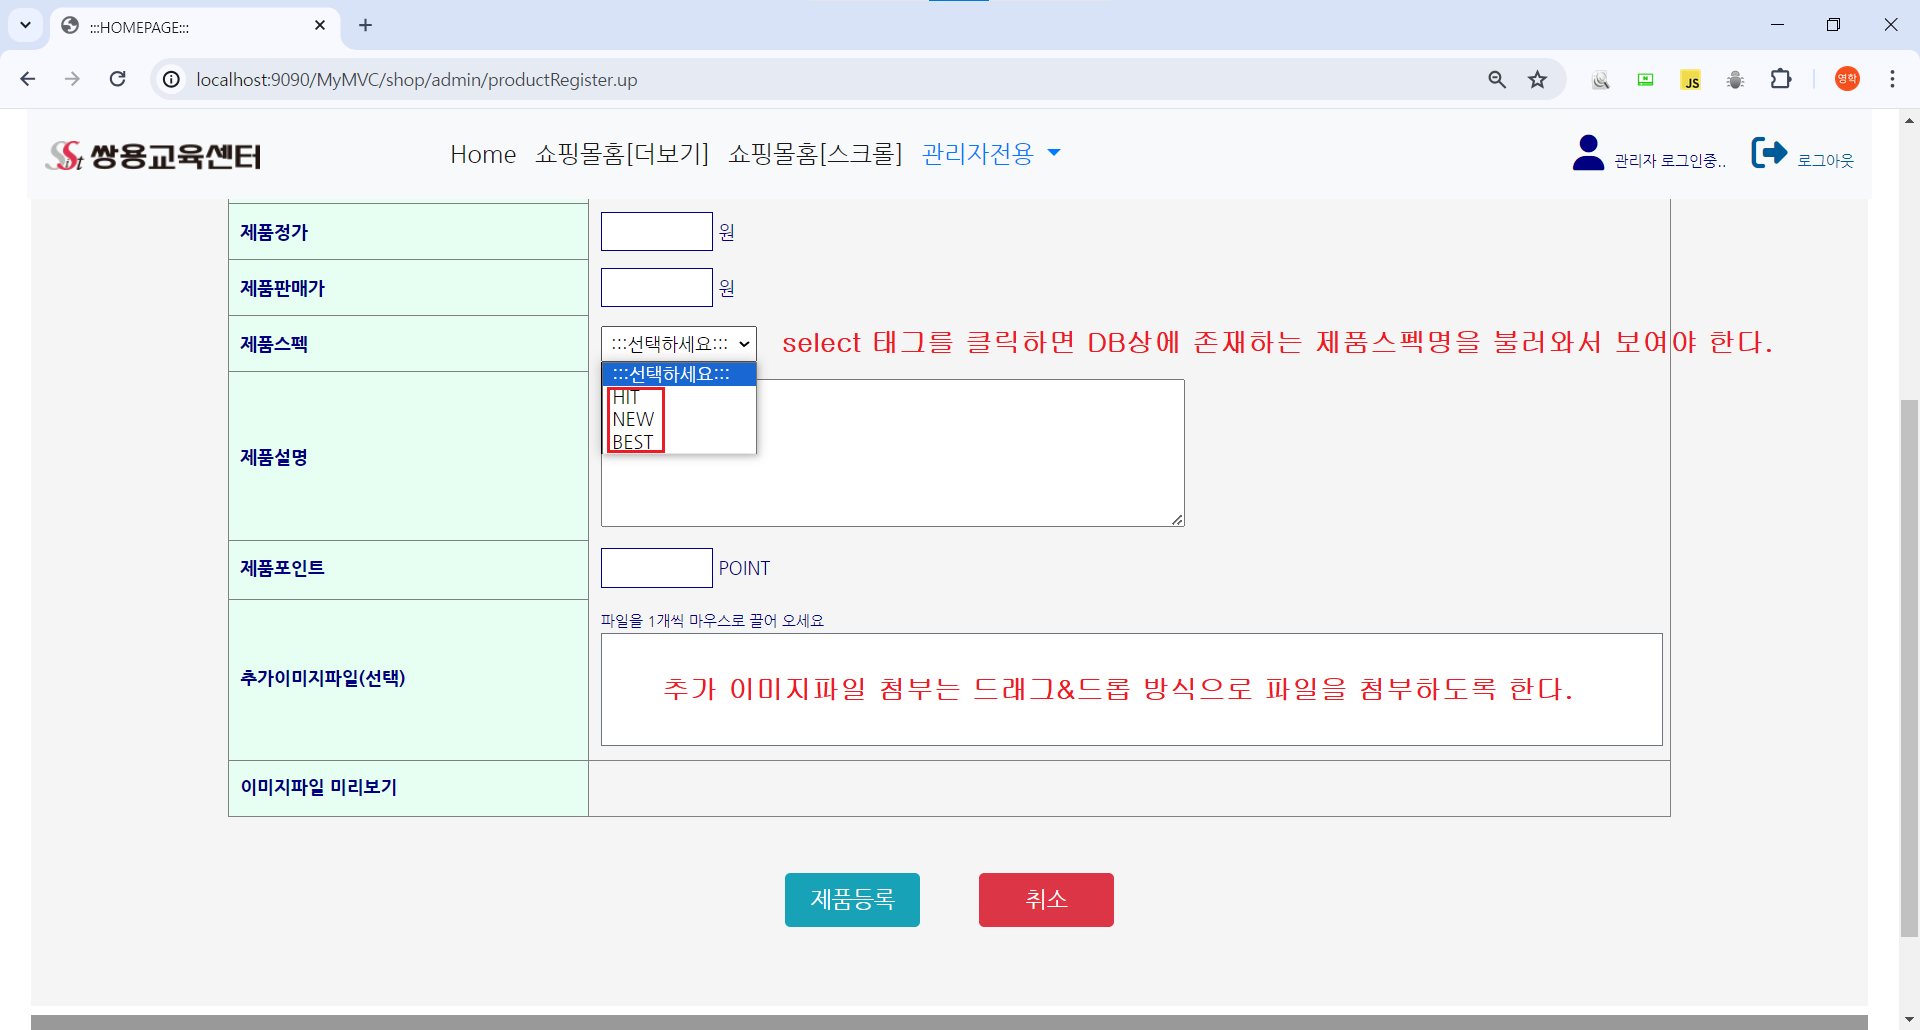 :::HOMEPAGE:::
localhost:9090/MyMVC/shop/admin/productRegister.up
JS
영학
Sist 쌍용교육센터
Home 쇼핑몰홈[더보기] 쇼핑몰홈[스크롤] 관리자전용
관리자 로그인중.. 로그아웃
제품정가
원
제품판매가
원
제품스펙
:::선택하세요:::
select 태그를 클릭하면 DB상에 존재하는 제품스펙명을 불러와서 보여야 한다.
:::선택하세요:::
HIT
NEW
BEST
제품설명
제품포인트
POINT
추가이미지파일(선택)
파일을 1개씩 마우스로 끌어 오세요
추가 이미지파일 첨부는 드래그&드롭 방식으로 파일을 첨부하도록 한다.
이미지파일 미리보기
제품등록
취소